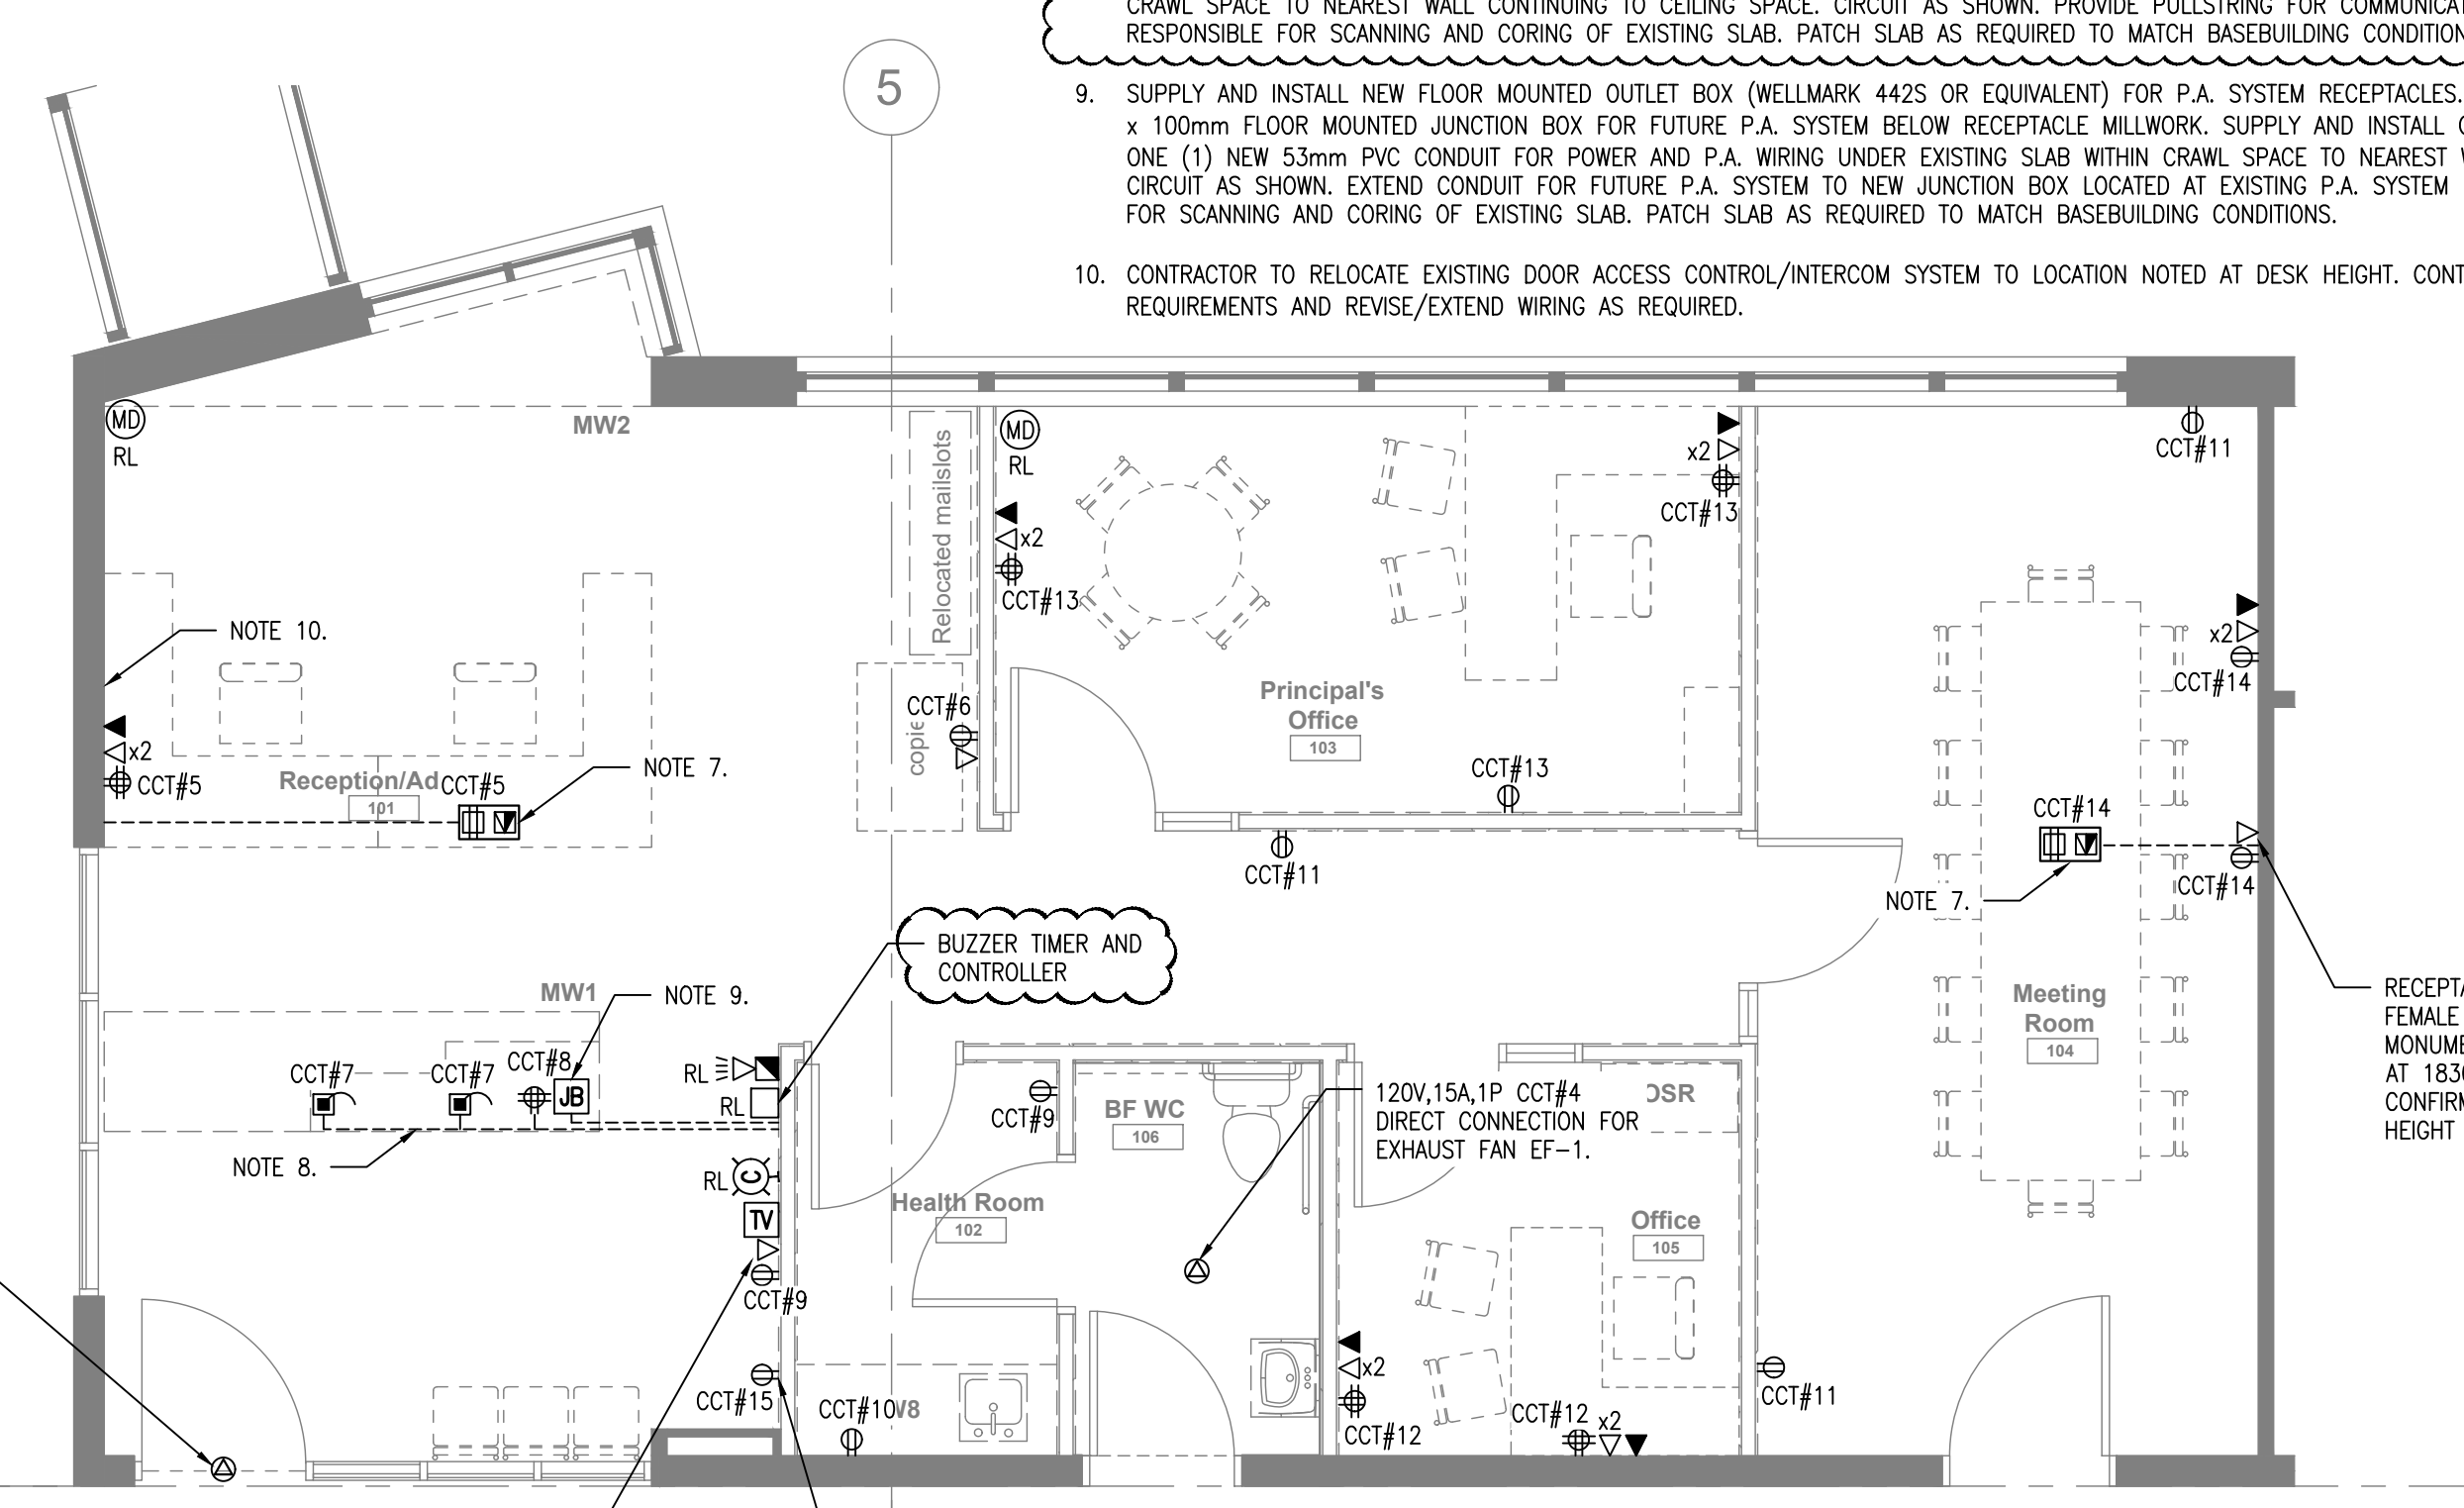 CRAWL SPACE TO NEAREST WALL CONTINUING TO CEILING SPACE. CIRCUIT AS SHOWN. PROVIDE PULLSTRING FOR
RESPONSIBLE FOR SCANNING AND CORING OF EXISTING SLAB. PATCH SLAB AS REQUIRED TO MATCH BASEBUILDING
5
9. SUPPLY AND INSTALL NEW FLOOR MOUNTED OUTLET BOX (WELLMARK 442S OR EQUIVALENT) FOR P.A. SYSTEM RECEPTACLES.
x 100mm FLOOR MOUNTED JUNCTION BOX FOR FUTURE P.A. SYSTEM BELOW RECEPTACLE MILLWORK. SUPPLY AND INSTALL
ONE (1) NEW 53mm PVC CONDUIT FOR POWER AND P.A. WIRING UNDER EXISTING SLAB WITHIN CRAWL SPACE TO NEAREST
CIRCUIT AS SHOWN. EXTEND CONDUIT FOR FUTURE P.A. SYSTEM TO NEW JUNCTION BOX LOCATED AT EXISTING P.A. SYSTEM
FOR SCANNING AND CORING OF EXISTING SLAB. PATCH SLAB AS REQUIRED TO MATCH BASEBUILDING CONDITIONS.
10. CONTRACTOR TO RELOCATE EXISTING DOOR ACCESS CONTROL/INTERCOM SYSTEM TO LOCATION NOTED AT DESK HEIGHT.
REQUIREMENTS AND REVISE/EXTEND WIRING AS REQUIRED.
MD
RL
MW2
Relocated mailslots
MD
RL
x2
CCT#13
x2
CCT#13
CCT#11
NOTE 10.
x2
CCT#5
Reception/Ad
101
CCT#5
NOTE 7.
CCT#6
copie
Principal's
Office
103
CCT#13
CCT#11
x2
CCT#14
CCT#14
NOTE 7.
CCT#14
BUZZER TIMER AND
CONTROLLER
MW1
NOTE 9.
CCT#7
CCT#7
CCT#8
JB
NOTE 8.
RL
RL
RL
C
TV
CCT#9
CCT#15
CCT#9
BF WC
106
Health Room
102
CCT#10
W8
120V,15A,1P CCT#4
DIRECT CONNECTION FOR
EXHAUST FAN EF-1.
OSR
Office
105
x2
CCT#12
CCT#12
x2
CCT#11
Meeting
Room
104
FEMALE
AT
HEIGHT